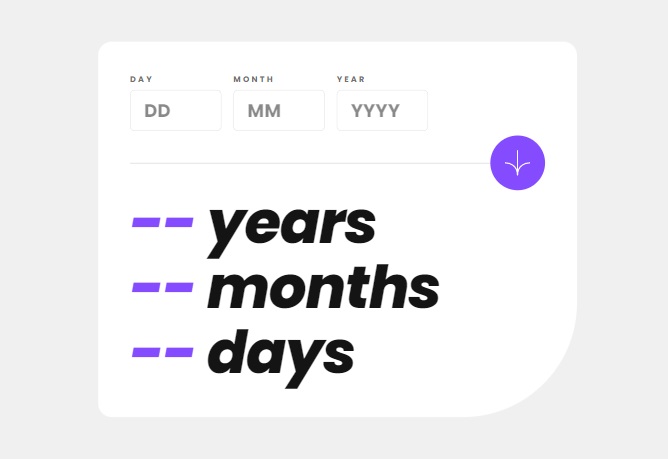 DAY MONTH YEAR
DD MM YYYY
-- years
-- months
-- days